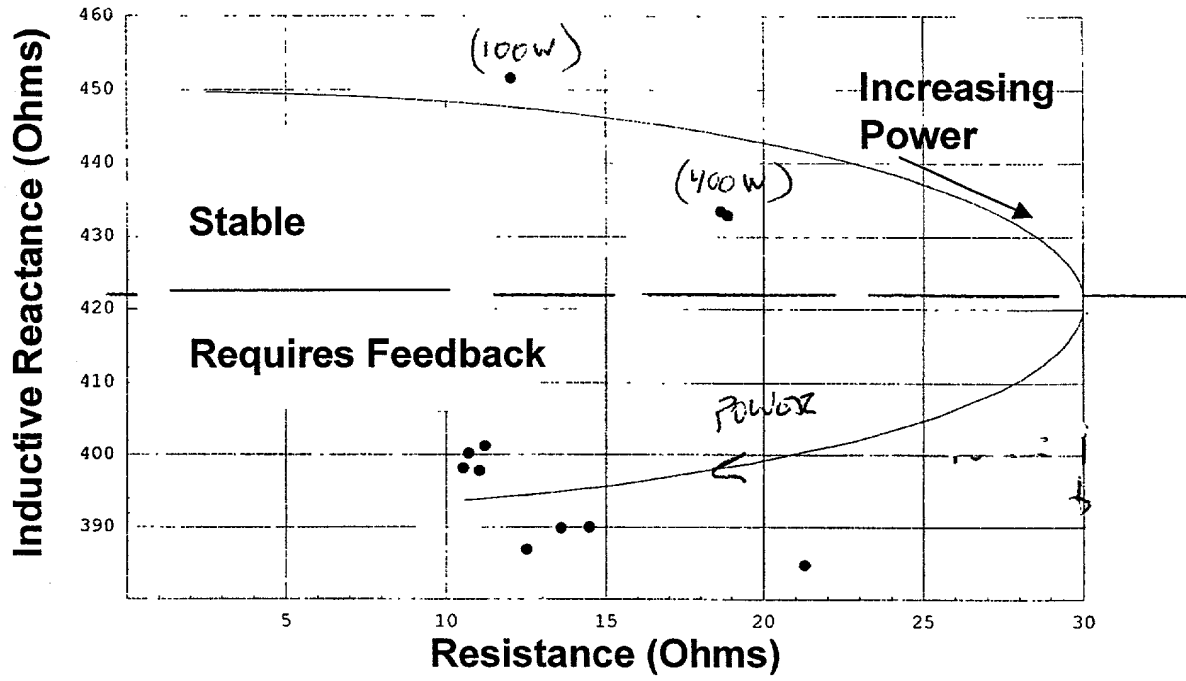 460
450
440
430
420
410
400
390
Inductive Reactance (Ohms)
(100W)
Increasing
Power
(400W)
Stable
Requires Feedback
POWER
5
10
15
20
25
30
Resistance (Ohms)